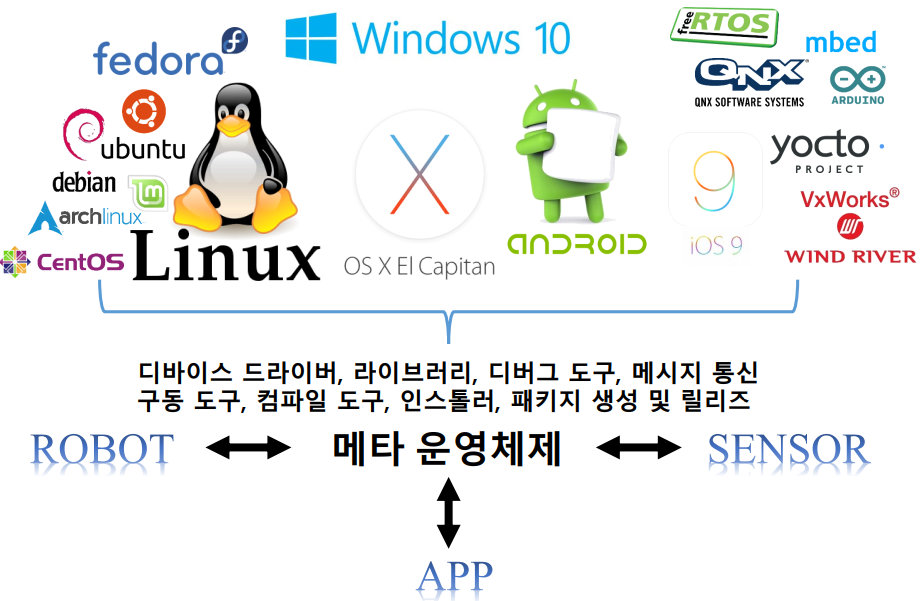 fedora
Windows 10
free RTOS
mbed
QNX
QNX SOFTWARE SYSTEMS
ARDUINO
ubuntu
debian
archlinux
CentOS
Linux
OS X El Capitan
ANDROID
9
iOS 9
yocto
PROJECT
VxWorks®
WIND RIVER
디바이스 드라이버, 라이브러리, 디버그 도구, 메시지 통신
구동 도구, 컴파일 도구, 인스톨러, 패키지 생성 및 릴리즈
ROBOT
메타 운영체제
SENSOR
APP